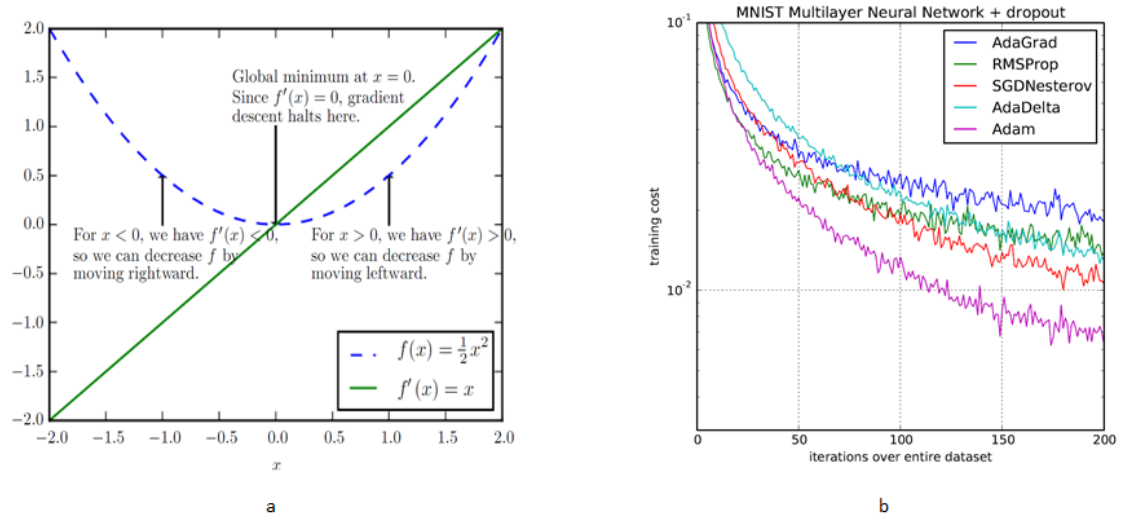 2.0
1.5
1.0
0.5
0.0
−0.5
−1.0
−1.5
−2.0
−2.0 −1.5 −1.0 −0.5 0.0 0.5 1.0 1.5 2.0
x
Global minimum at x = 0.
Since f′(x) = 0, gradient
descent halts here.
For x < 0, we have f′(x) < 0,
so we can decrease f by
moving rightward.
For x > 0, we have f′(x) > 0,
so we can decrease f by
moving leftward.
f(x) = ½x²
f′(x) = x
a
MNIST Multilayer Neural Network + dropout
10⁻¹
10⁻²
training cost
AdaGrad
RMSProp
SGDNesterov
AdaDelta
Adam
0 50 100 150 200
iterations over entire dataset
b